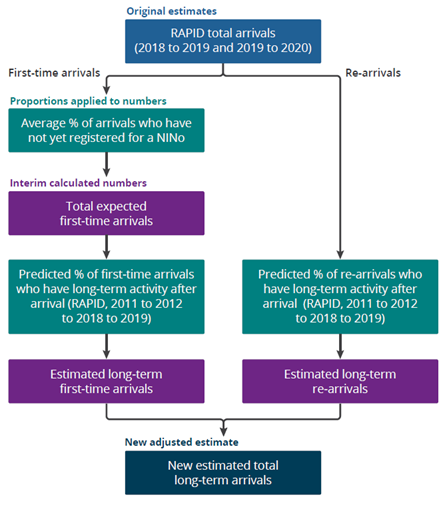 Original estimates
RAPID total arrivals
(2018 to 2019 and 2019 to 2020)
First-time arrivals
Re-arrivals
Proportions applied to numbers
Average % of arrivals who have
not yet registered for a NINo
Interim calculated numbers
Total expected
first-time arrivals
Predicted % of first-time arrivals
who have long-term activity after
arrival (RAPID, 2011 to 2012
to 2018 to 2019)
Predicted % of re-arrivals who
have long-term activity after
arrival (RAPID, 2011 to 2012
to 2018 to 2019)
Estimated long-term
first-time arrivals
Estimated long-term
re-arrivals
New adjusted estimate
New estimated total
long-term arrivals